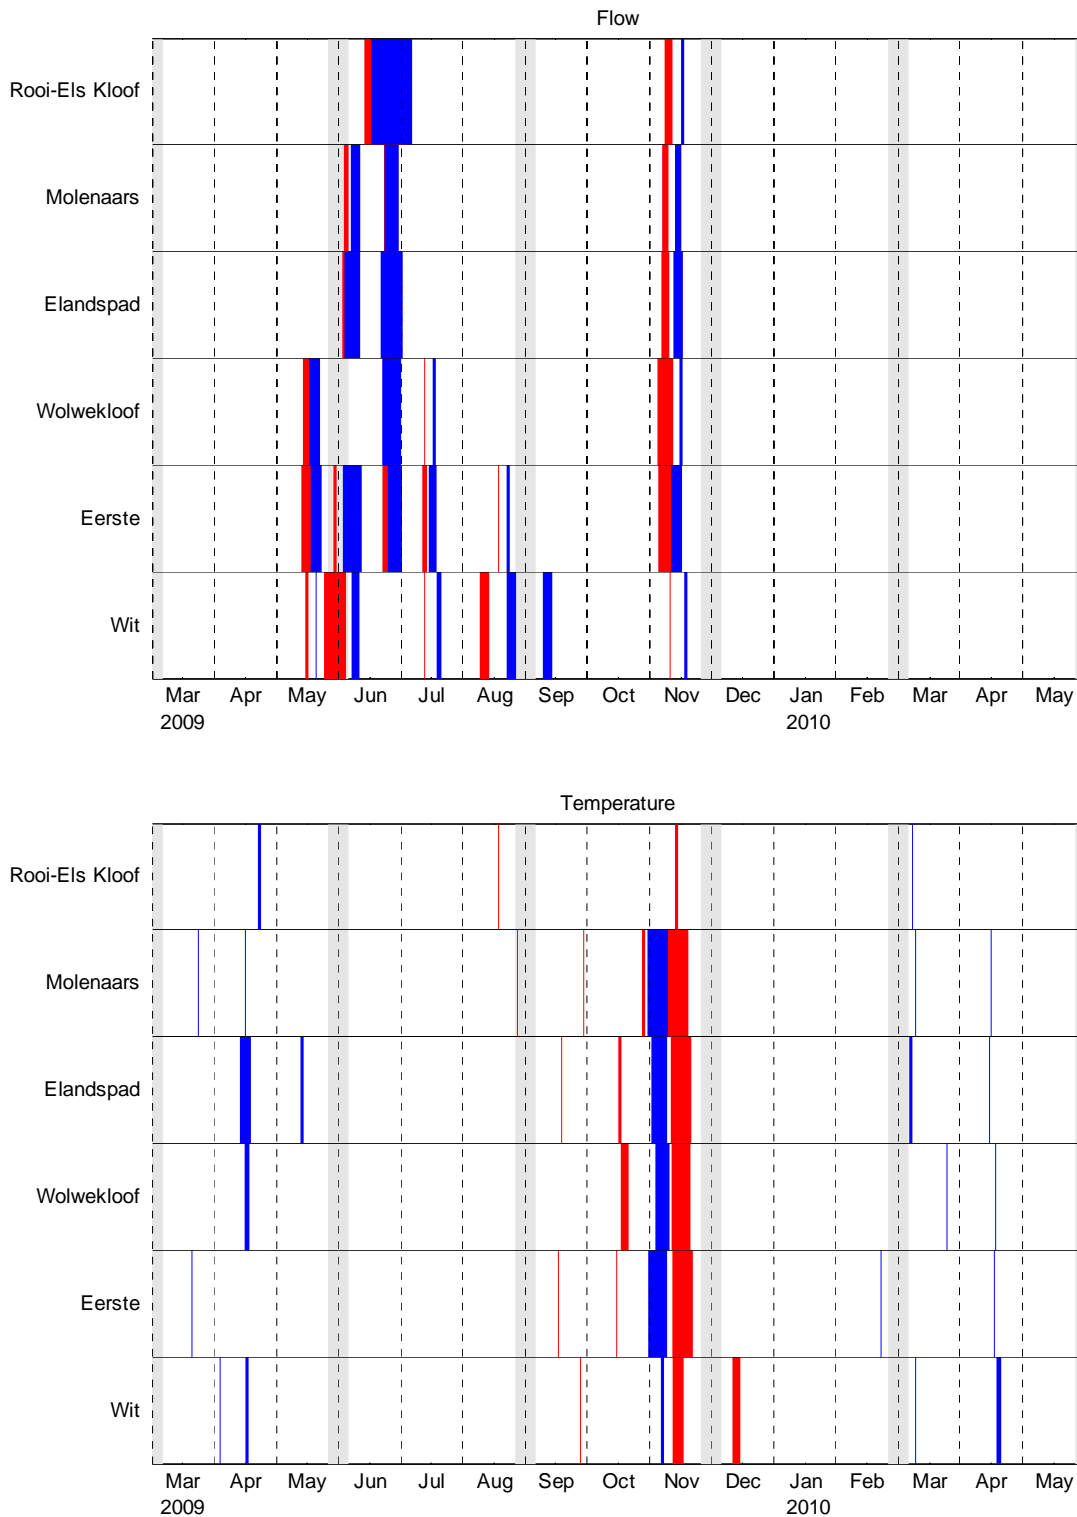 Flow
Rooi-Els Kloof
Molenaars
Elandspad
Wolwekloof
Eerste
Wit
Mar Apr May Jun Jul Aug Sep Oct Nov Dec Jan Feb Mar Apr May
2009 2010
Temperature
Rooi-Els Kloof
Molenaars
Elandspad
Wolwekloof
Eerste
Wit
Mar Apr May Jun Jul Aug Sep Oct Nov Dec Jan Feb Mar Apr May
2009 2010